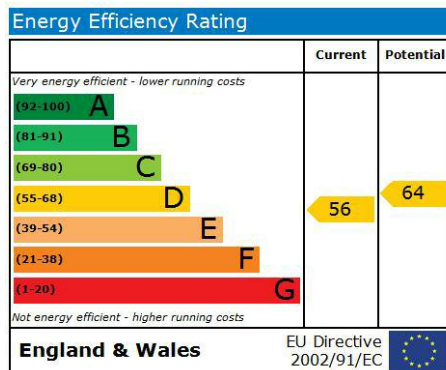 Energy Efficiency Rating
Current Potential
Very energy efficient - lower running costs
(92-100) A
(81-91) B
(69-80) C
(55-68) D
(39-54) E
(21-38) F
(1-20) G
56
64
Not energy efficient - higher running costs
England & Wales
EU Directive
2002/91/EC